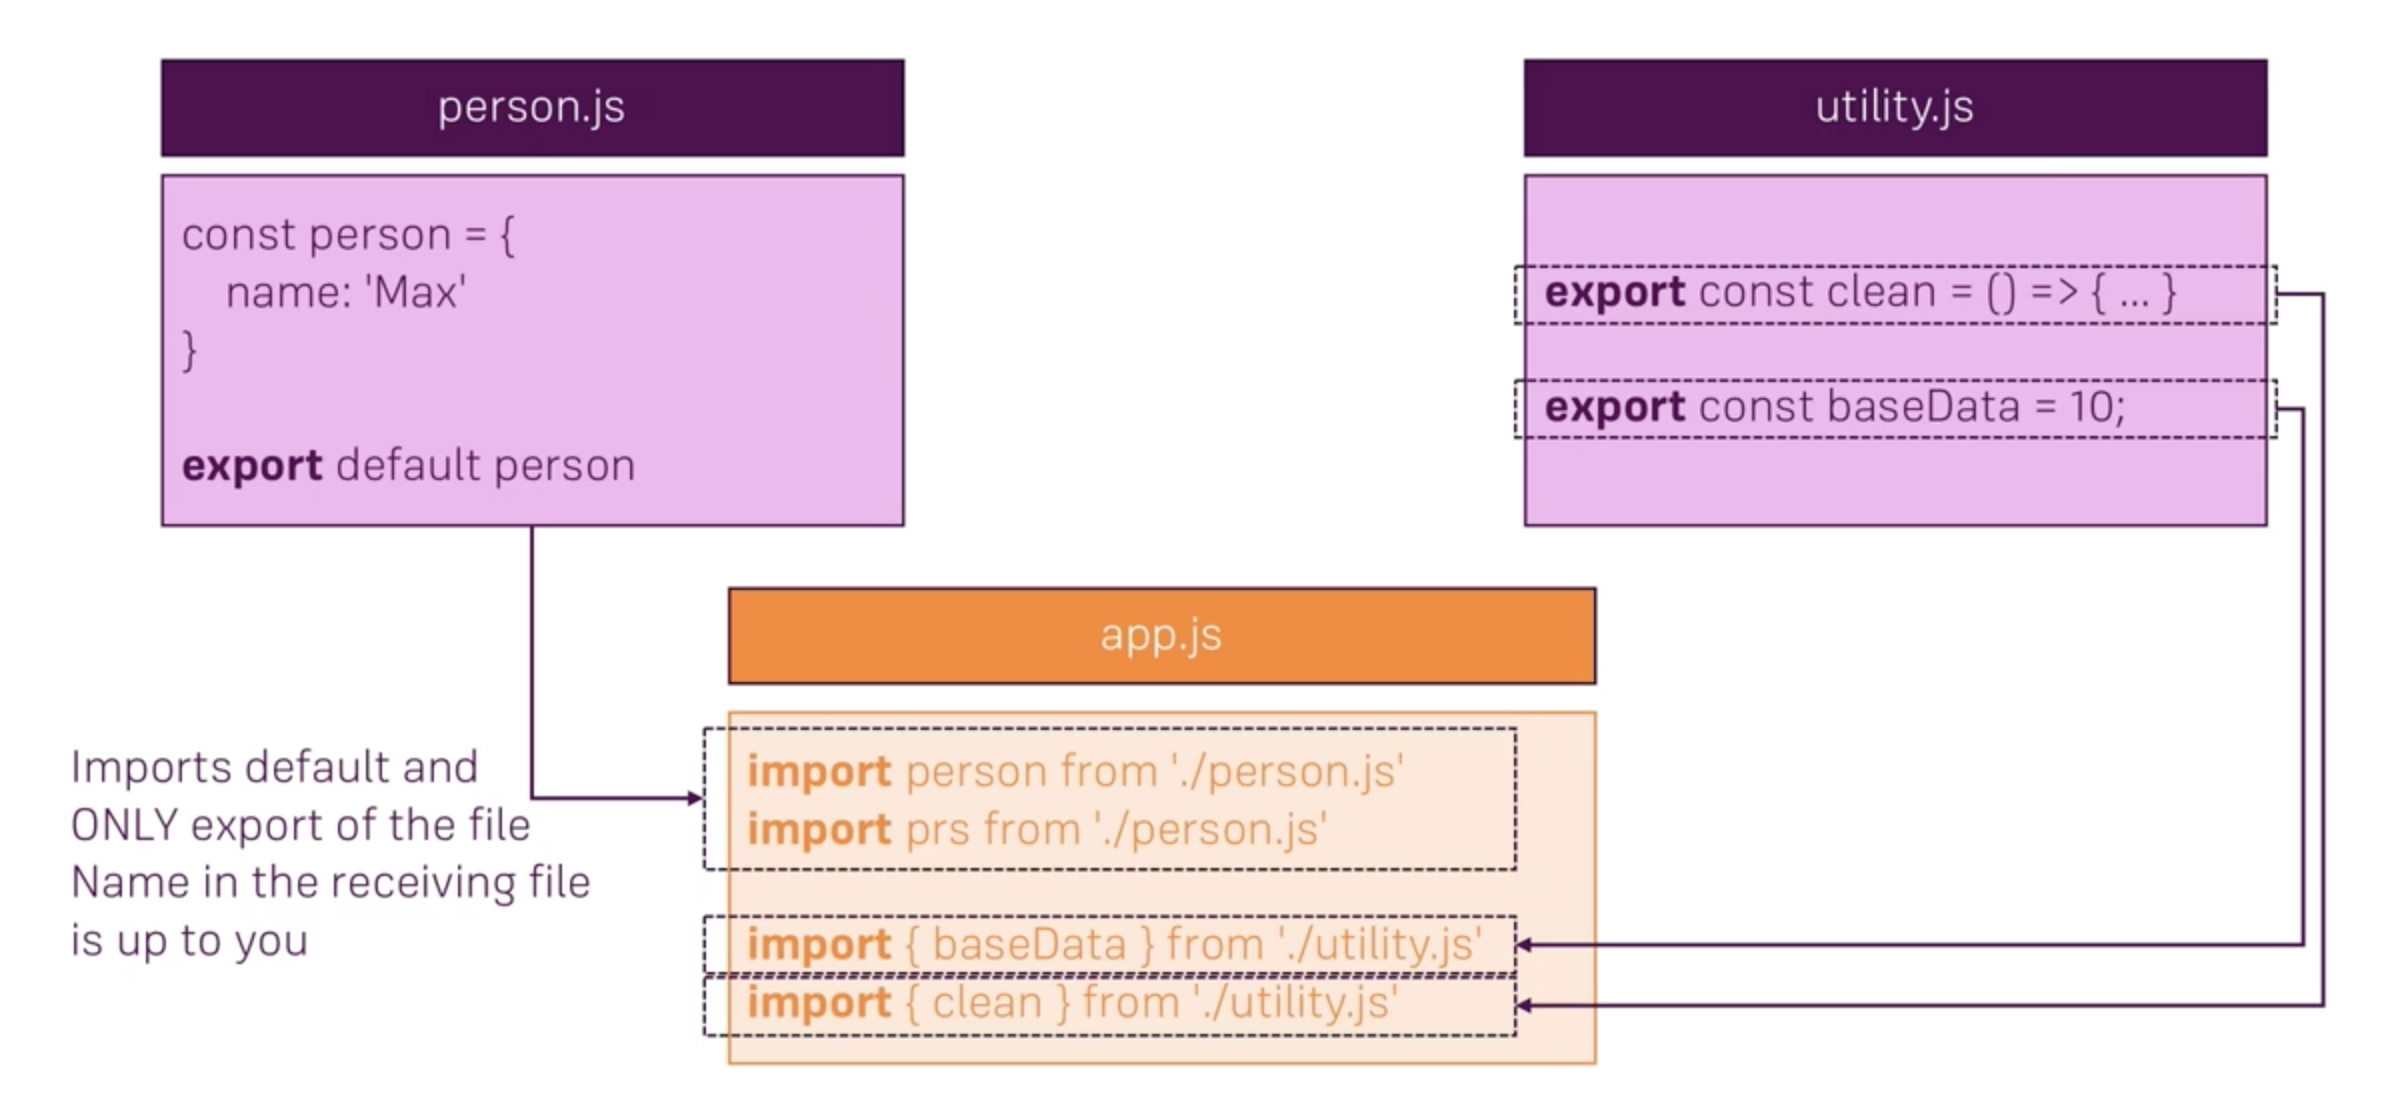 person.js
const person = {
name: 'Max'
}
export default person
utility.js
export const clean = () => { ... }
export const baseData = 10;
app.js
import person from './person.js'
import prs from './person.js'
import { baseData } from './utility.js'
import { clean } from './utility.js'
Imports default and
ONLY export of the file
Name in the receiving file
is up to you